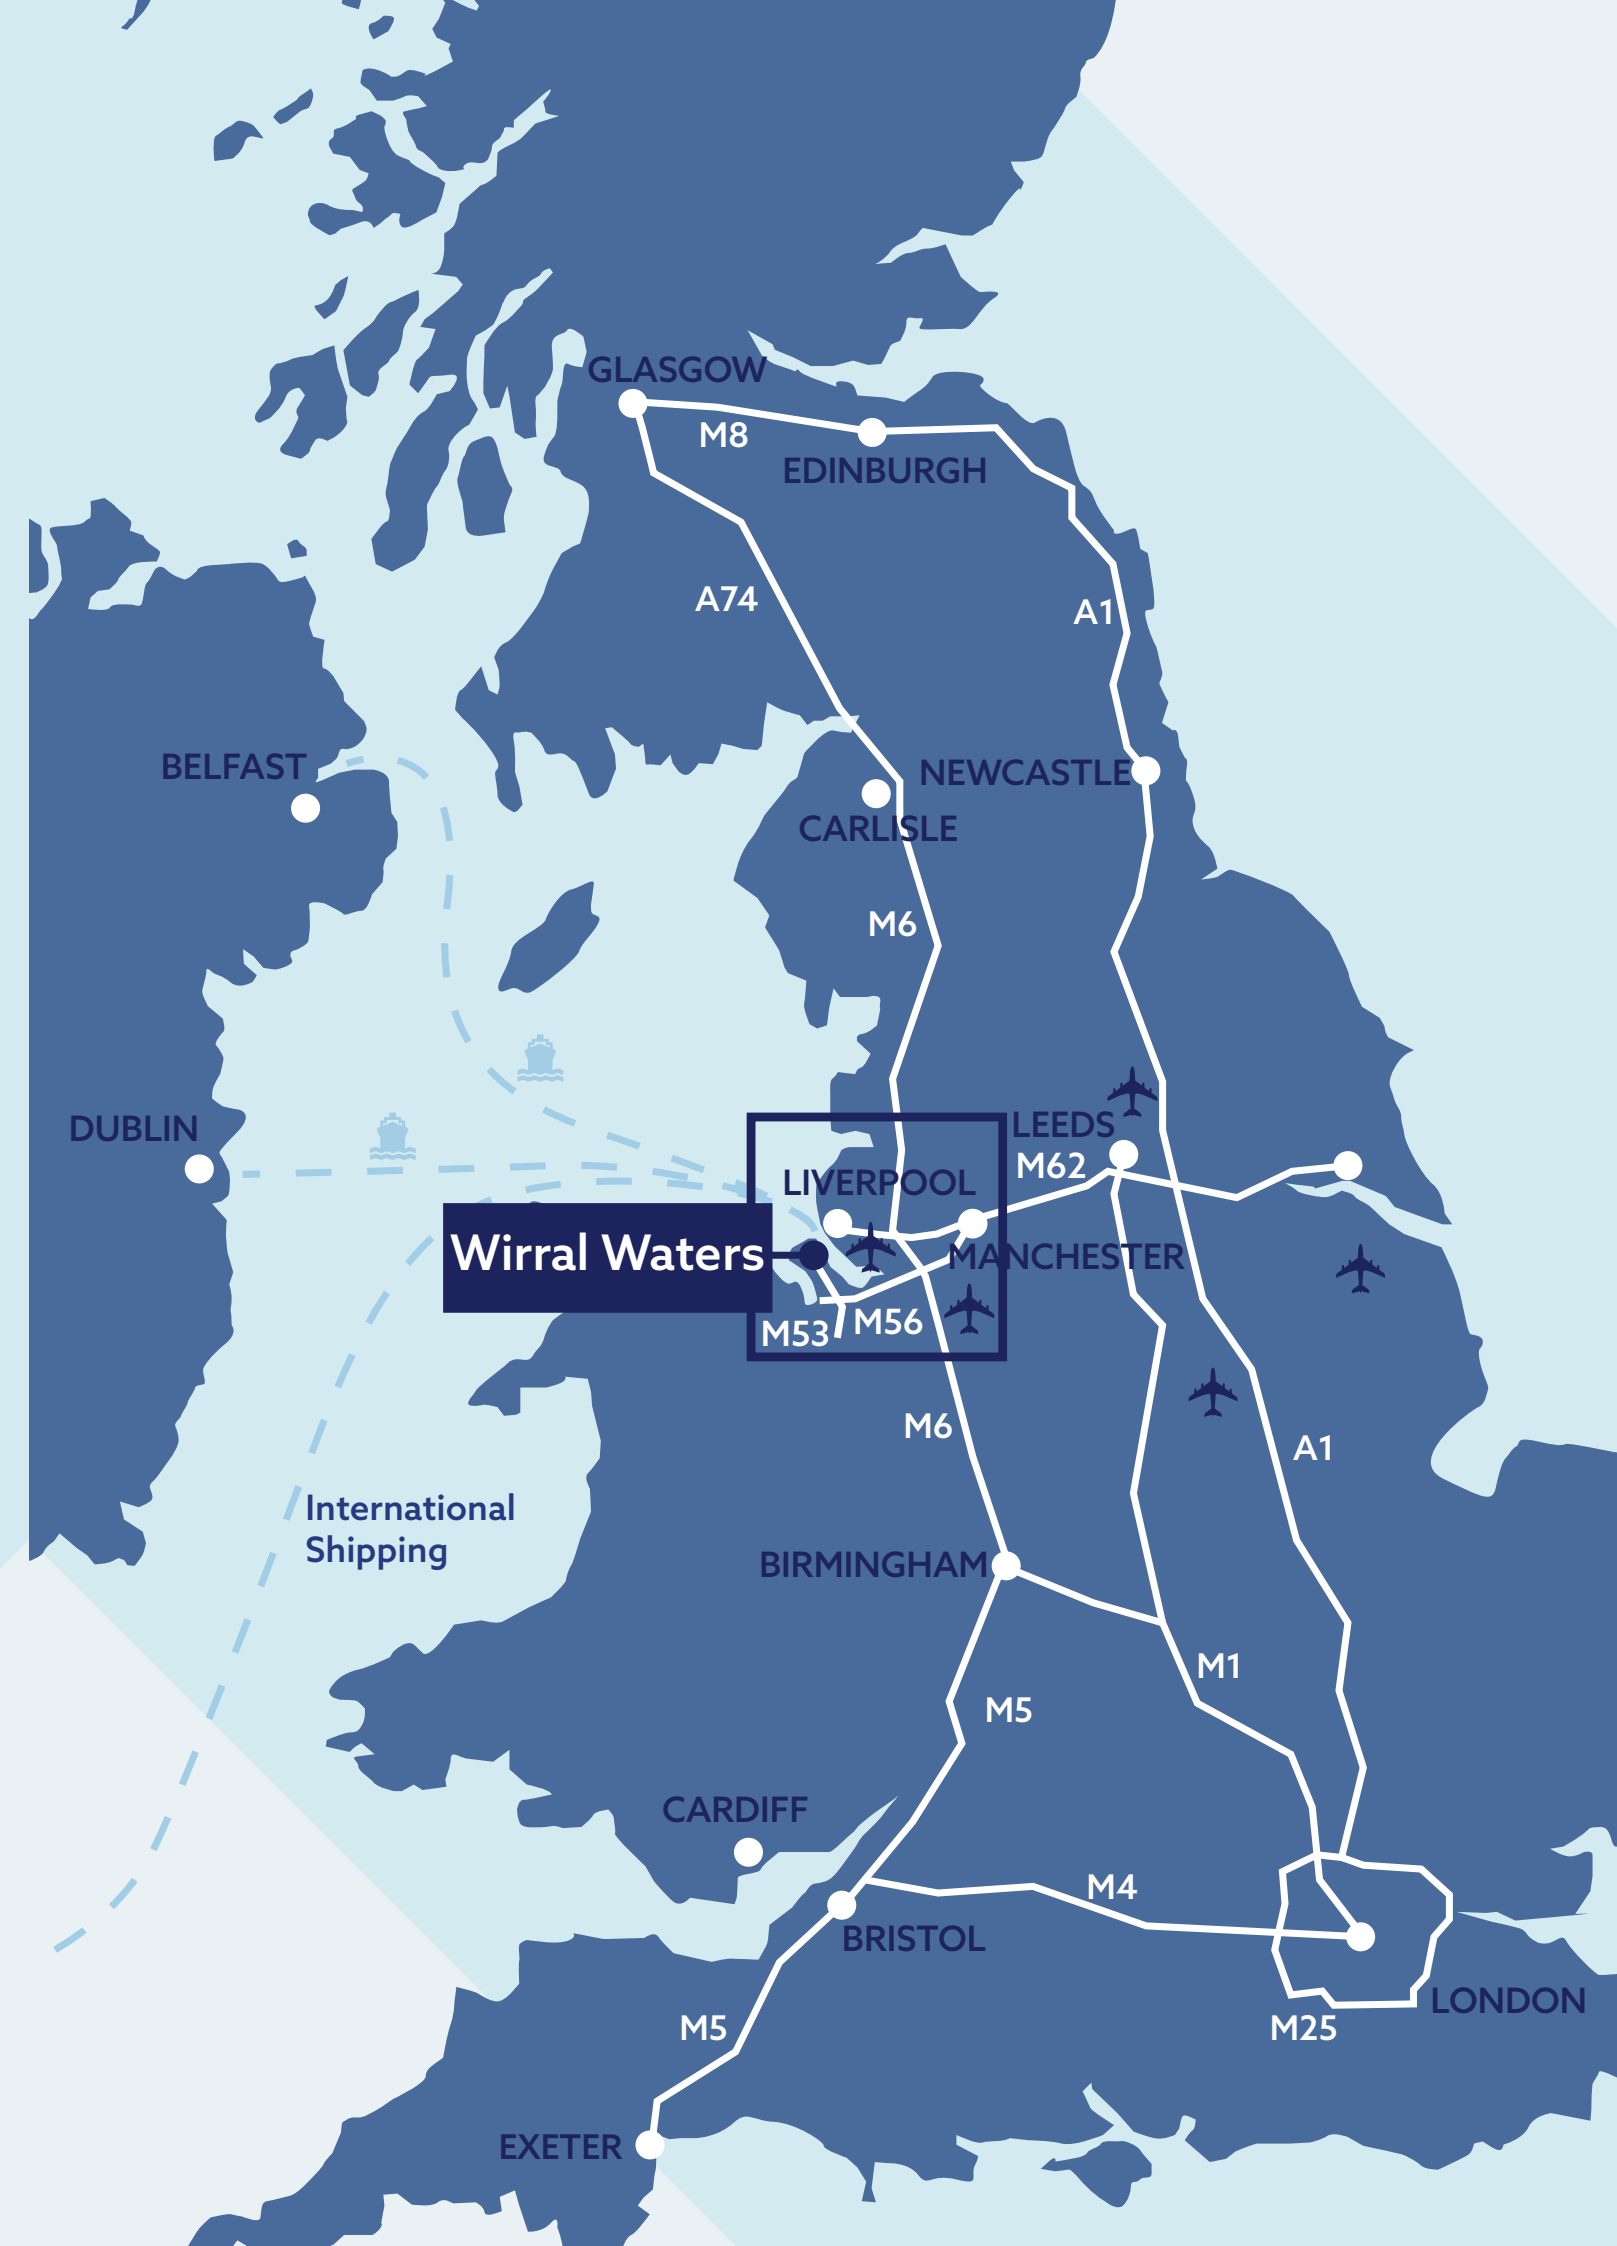 GLASGOW
M8
EDINBURGH
A74
A1
BELFAST
NEWCASTLE
CARLISLE
M6
DUBLIN
LEEDS
M62
LIVERPOOL
Wirral Waters
MANCHESTER
M53
M56
M6
A1
International
Shipping
BIRMINGHAM
M1
M5
CARDIFF
M4
BRISTOL
LONDON
M25
M5
EXETER